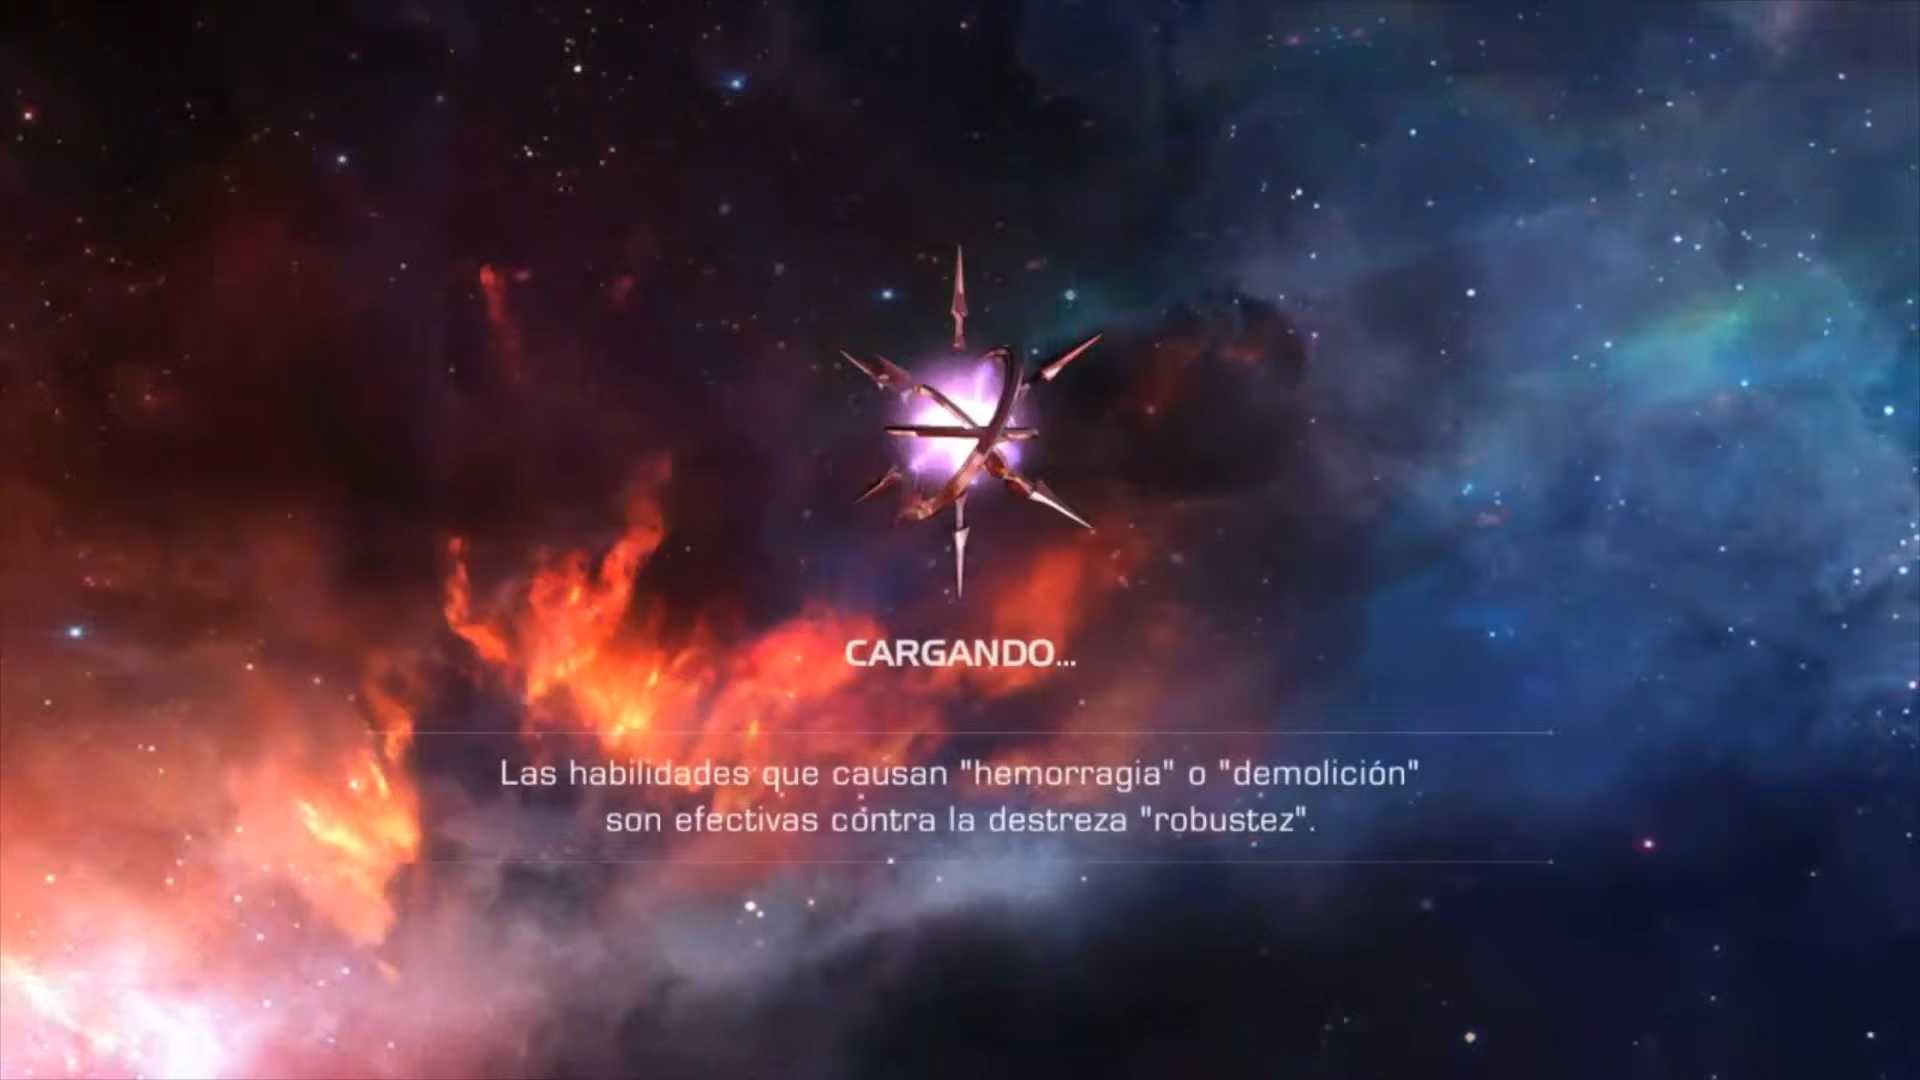 CARGANDO...
Las habilidades que causan "hemorragia" o "demolición"
son efectivas contra la destreza "robustez".